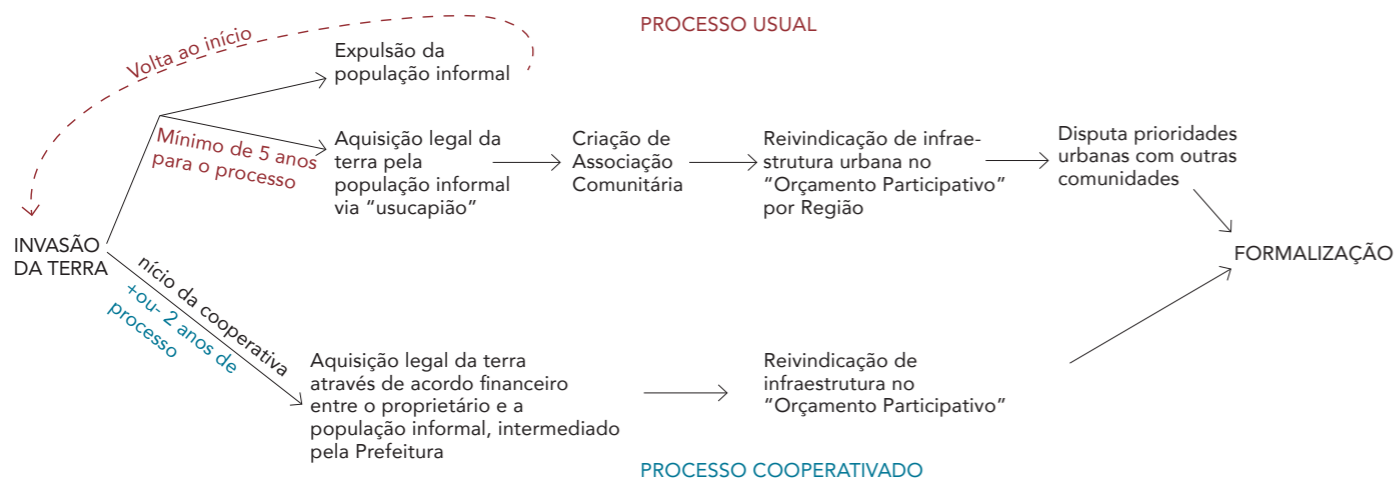 PROCESSO USUAL
Volta ao início
Expulsão da
população informal
Mínimo de 5 anos
para o processo
Aquisição legal da
terra pela
população informal
via “usucapião”
Criação de
Associação
Comunitária
Reivindicação de infrae-
strutura urbana no
“Orçamento Participativo”
por Região
Disputa prioridades
urbanas com outras
comunidades
INVASÃO
DA TERRA
FORMALIZAÇÃO
nício da cooperativa
+ou- 2 anos de
processo
Aquisição legal da terra
através de acordo financeiro
entre o proprietário e a
população informal, intermediado
pela Prefeitura
Reivindicação de
infraestrutura no
“Orçamento Participativo”
PROCESSO COOPERATIVADO